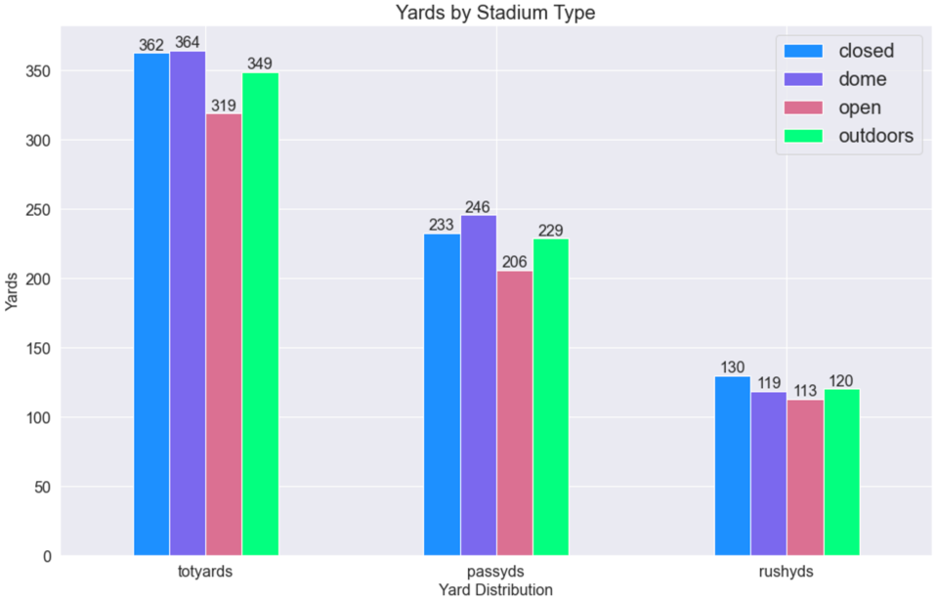 Yards by Stadium Type
closed
dome
open
outdoors
362 364 319 349
233 246 206 229
130 119 113 120
350
300
250
200
150
100
50
0
Yards
totyards passyds rushyds
Yard Distribution